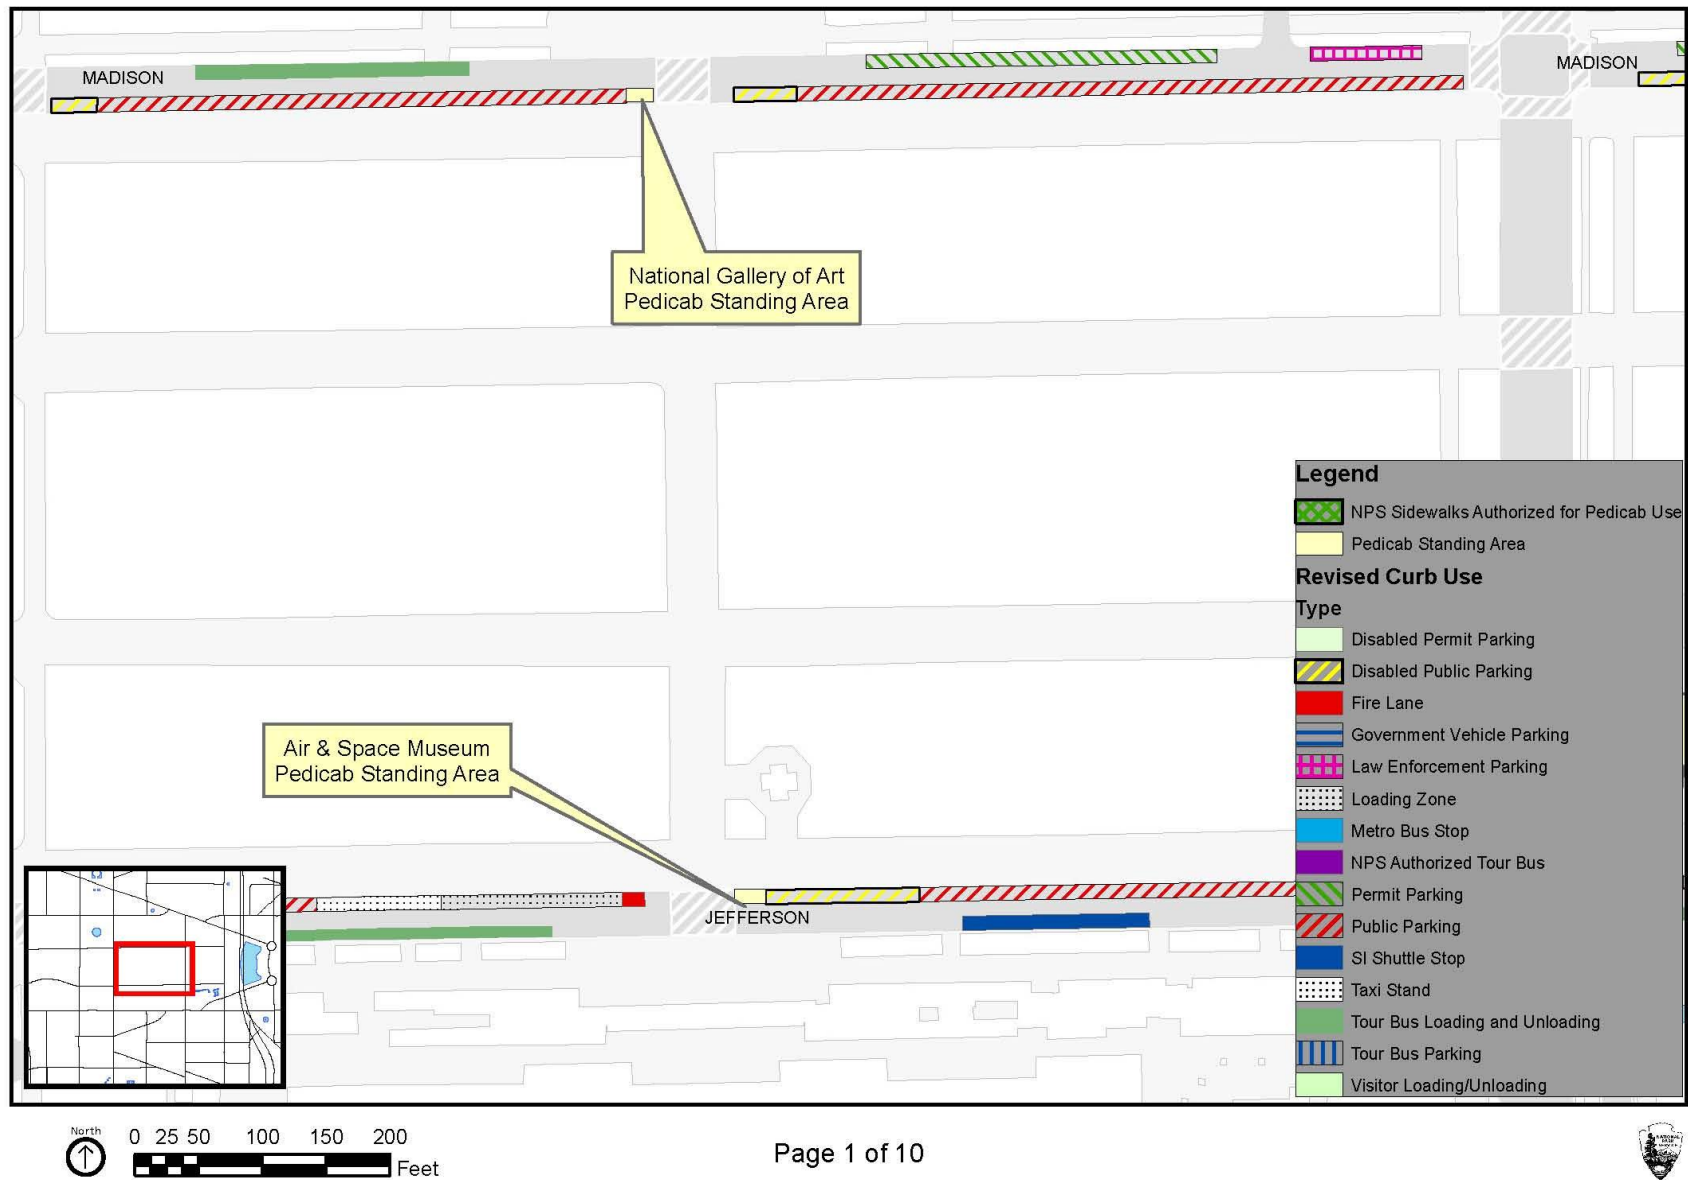 MADISON
MADISON
National Gallery of Art
Pedicab Standing Area
Legend
NPS Sidewalks Authorized for Pedicab Use
Pedicab Standing Area
Revised Curb Use
Type
Disabled Permit Parking
Disabled Public Parking
Fire Lane
Government Vehicle Parking
Law Enforcement Parking
Loading Zone
Metro Bus Stop
NPS Authorized Tour Bus
Permit Parking
Public Parking
SI Shuttle Stop
Taxi Stand
Tour Bus Loading and Unloading
Tour Bus Parking
Visitor Loading/Unloading
Air & Space Museum
Pedicab Standing Area
JEFFERSON
North
0 25 50 100 150 200
Feet
Page 1 of 10
NATIONAL
PARK
SERVICE